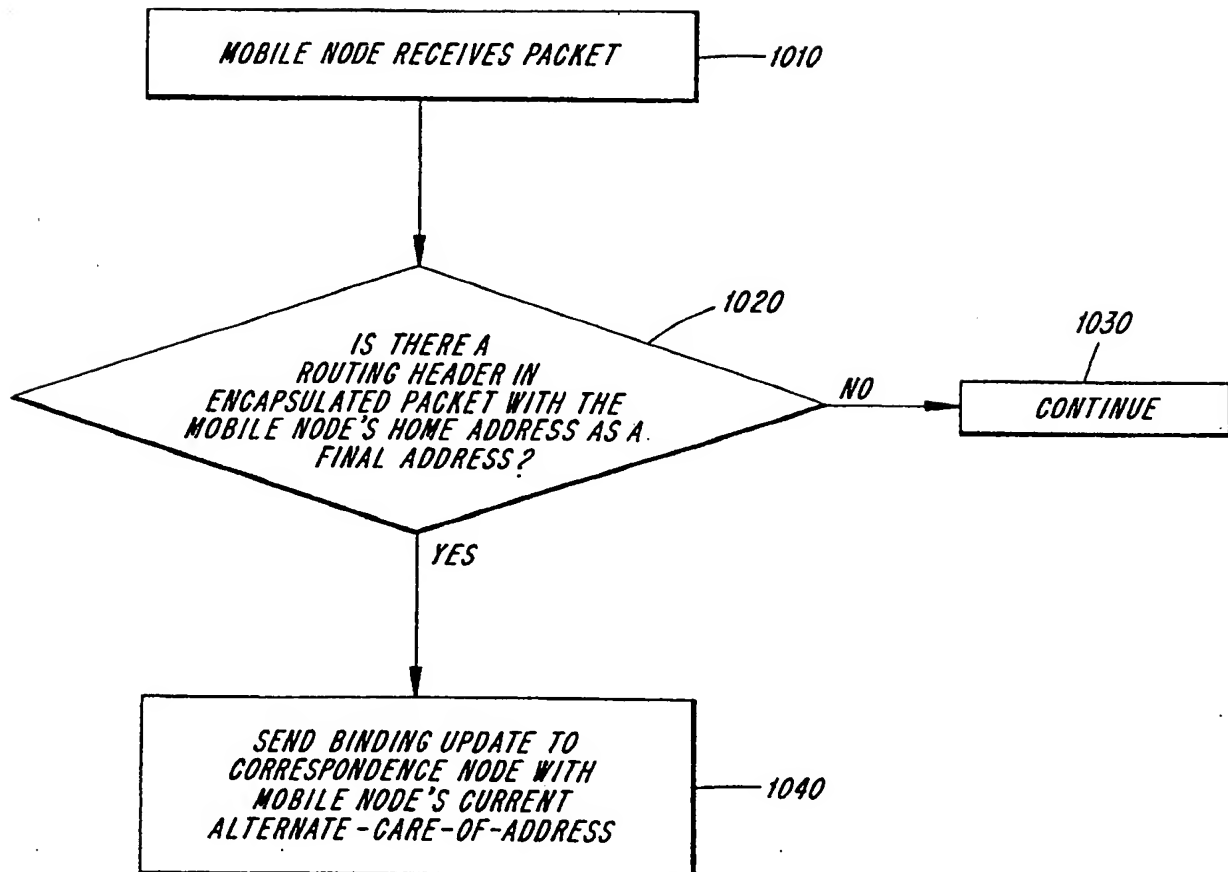 MOBILE NODE RECEIVES PACKET
1010
1020
IS THERE A
ROUTING HEADER IN
ENCAPSULATED PACKET WITH THE
MOBILE NODE'S HOME ADDRESS AS A
FINAL ADDRESS?
NO
1030
CONTINUE
YES
SEND BINDING UPDATE TO
CORRESPONDENCE NODE WITH
MOBILE NODE'S CURRENT
ALTERNATE-CARE-OF-ADDRESS
1040